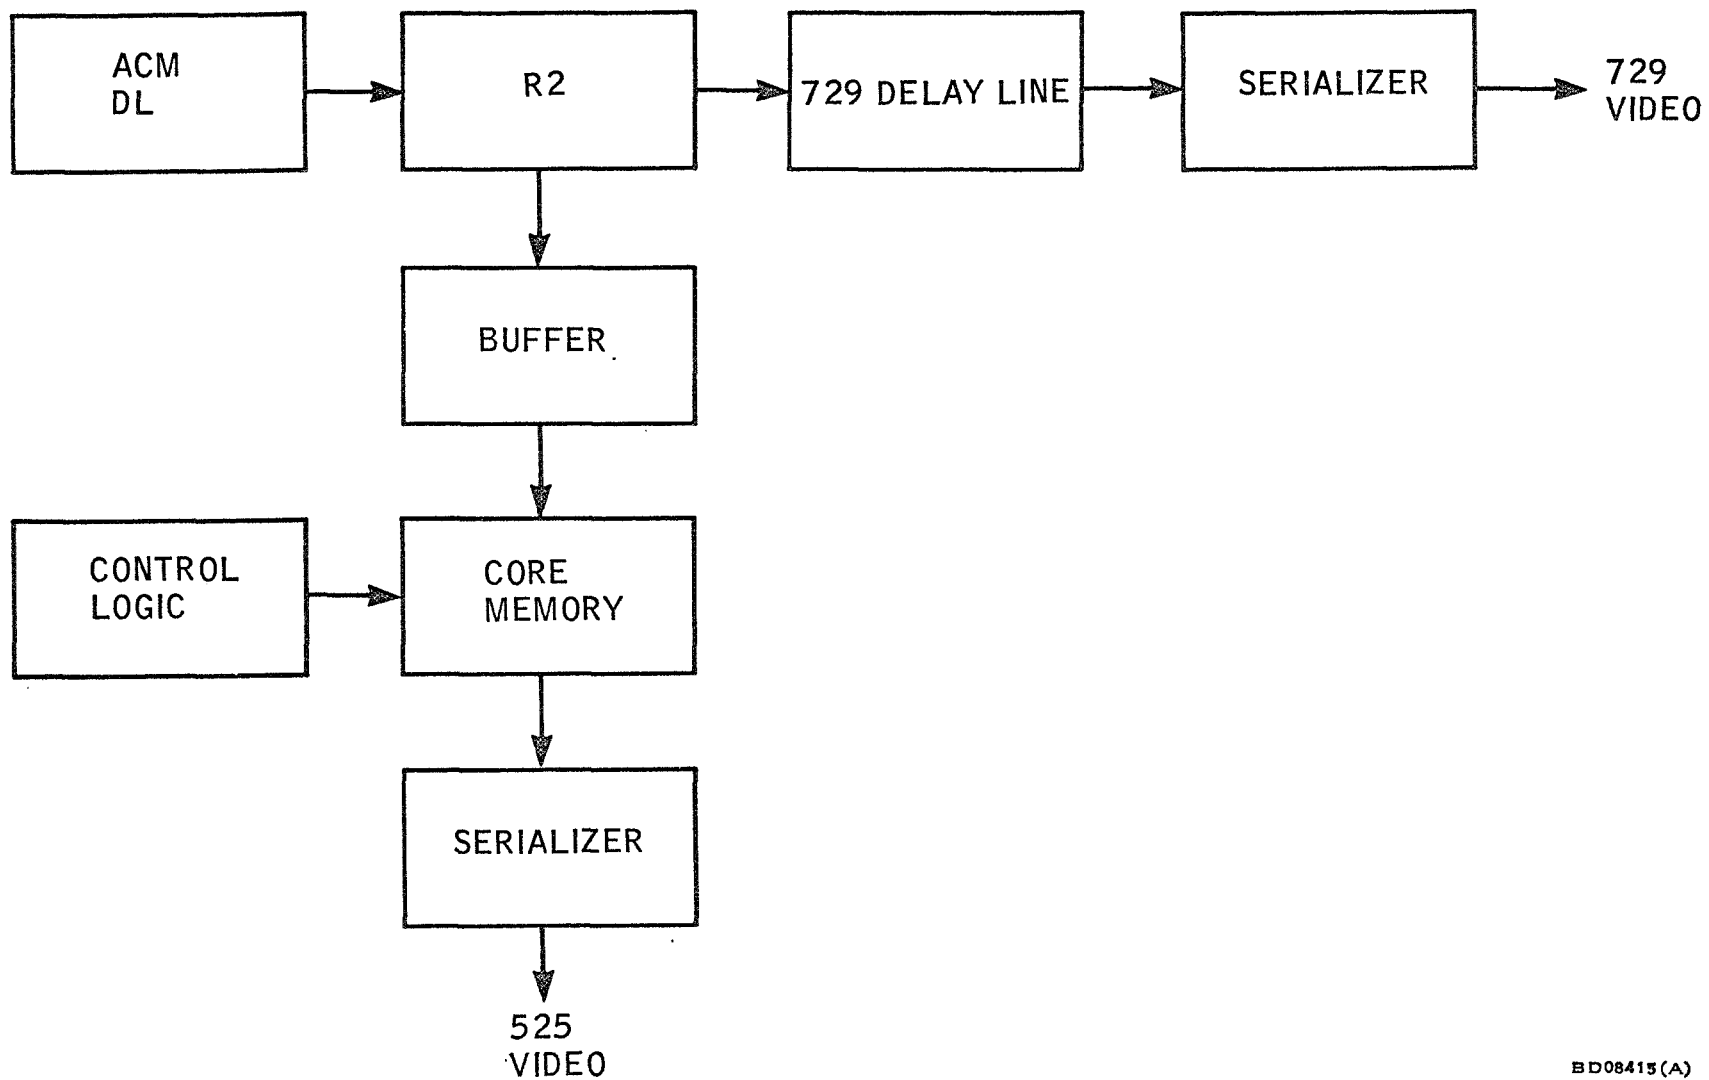 ACM
DL
R2
729 DELAY LINE
SERIALIZER
729
VIDEO
BUFFER
CONTROL
LOGIC
CORE
MEMORY
SERIALIZER
525
VIDEO
BD08415(A)